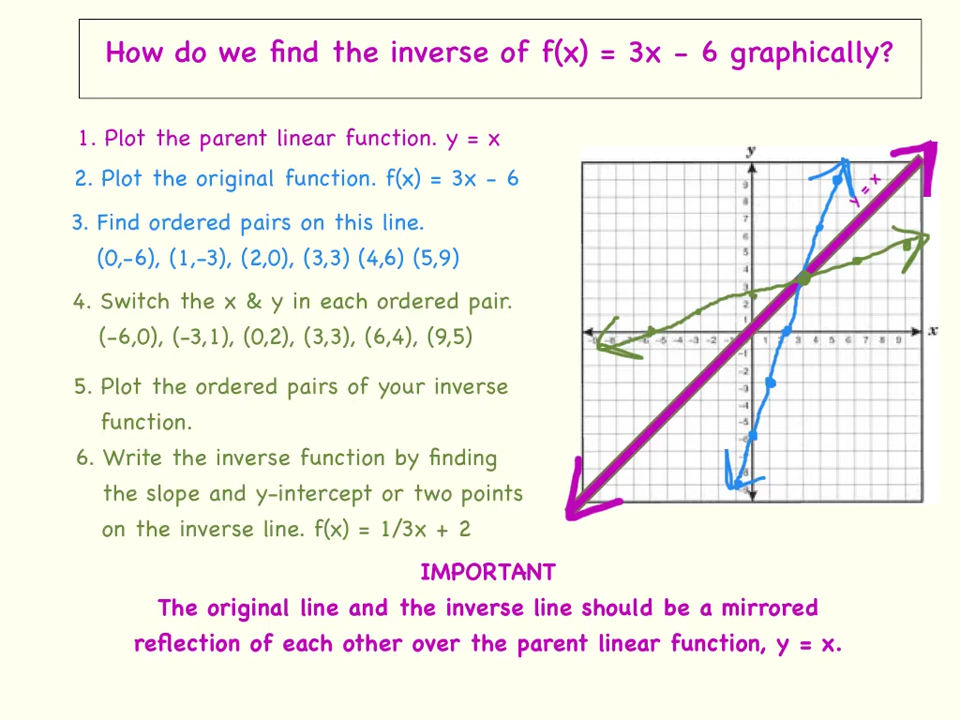 How do we find the inverse of f(x) = 3x - 6 graphically?
1. Plot the parent linear function. y = x
2. Plot the original function. f(x) = 3x - 6
3. Find ordered pairs on this line.
(0,-6), (1,-3), (2,0), (3,3) (4,6) (5,9)
4. Switch the x & y in each ordered pair.
(-6,0), (-3,1), (0,2), (3,3), (6,4), (9,5)
5. Plot the ordered pairs of your inverse
function.
6. Write the inverse function by finding
the slope and y-intercept or two points
on the inverse line. f(x) = 1/3x + 2
y
y = x
x
IMPORTANT
The original line and the inverse line should be a mirrored
reflection of each other over the parent linear function, y = x.